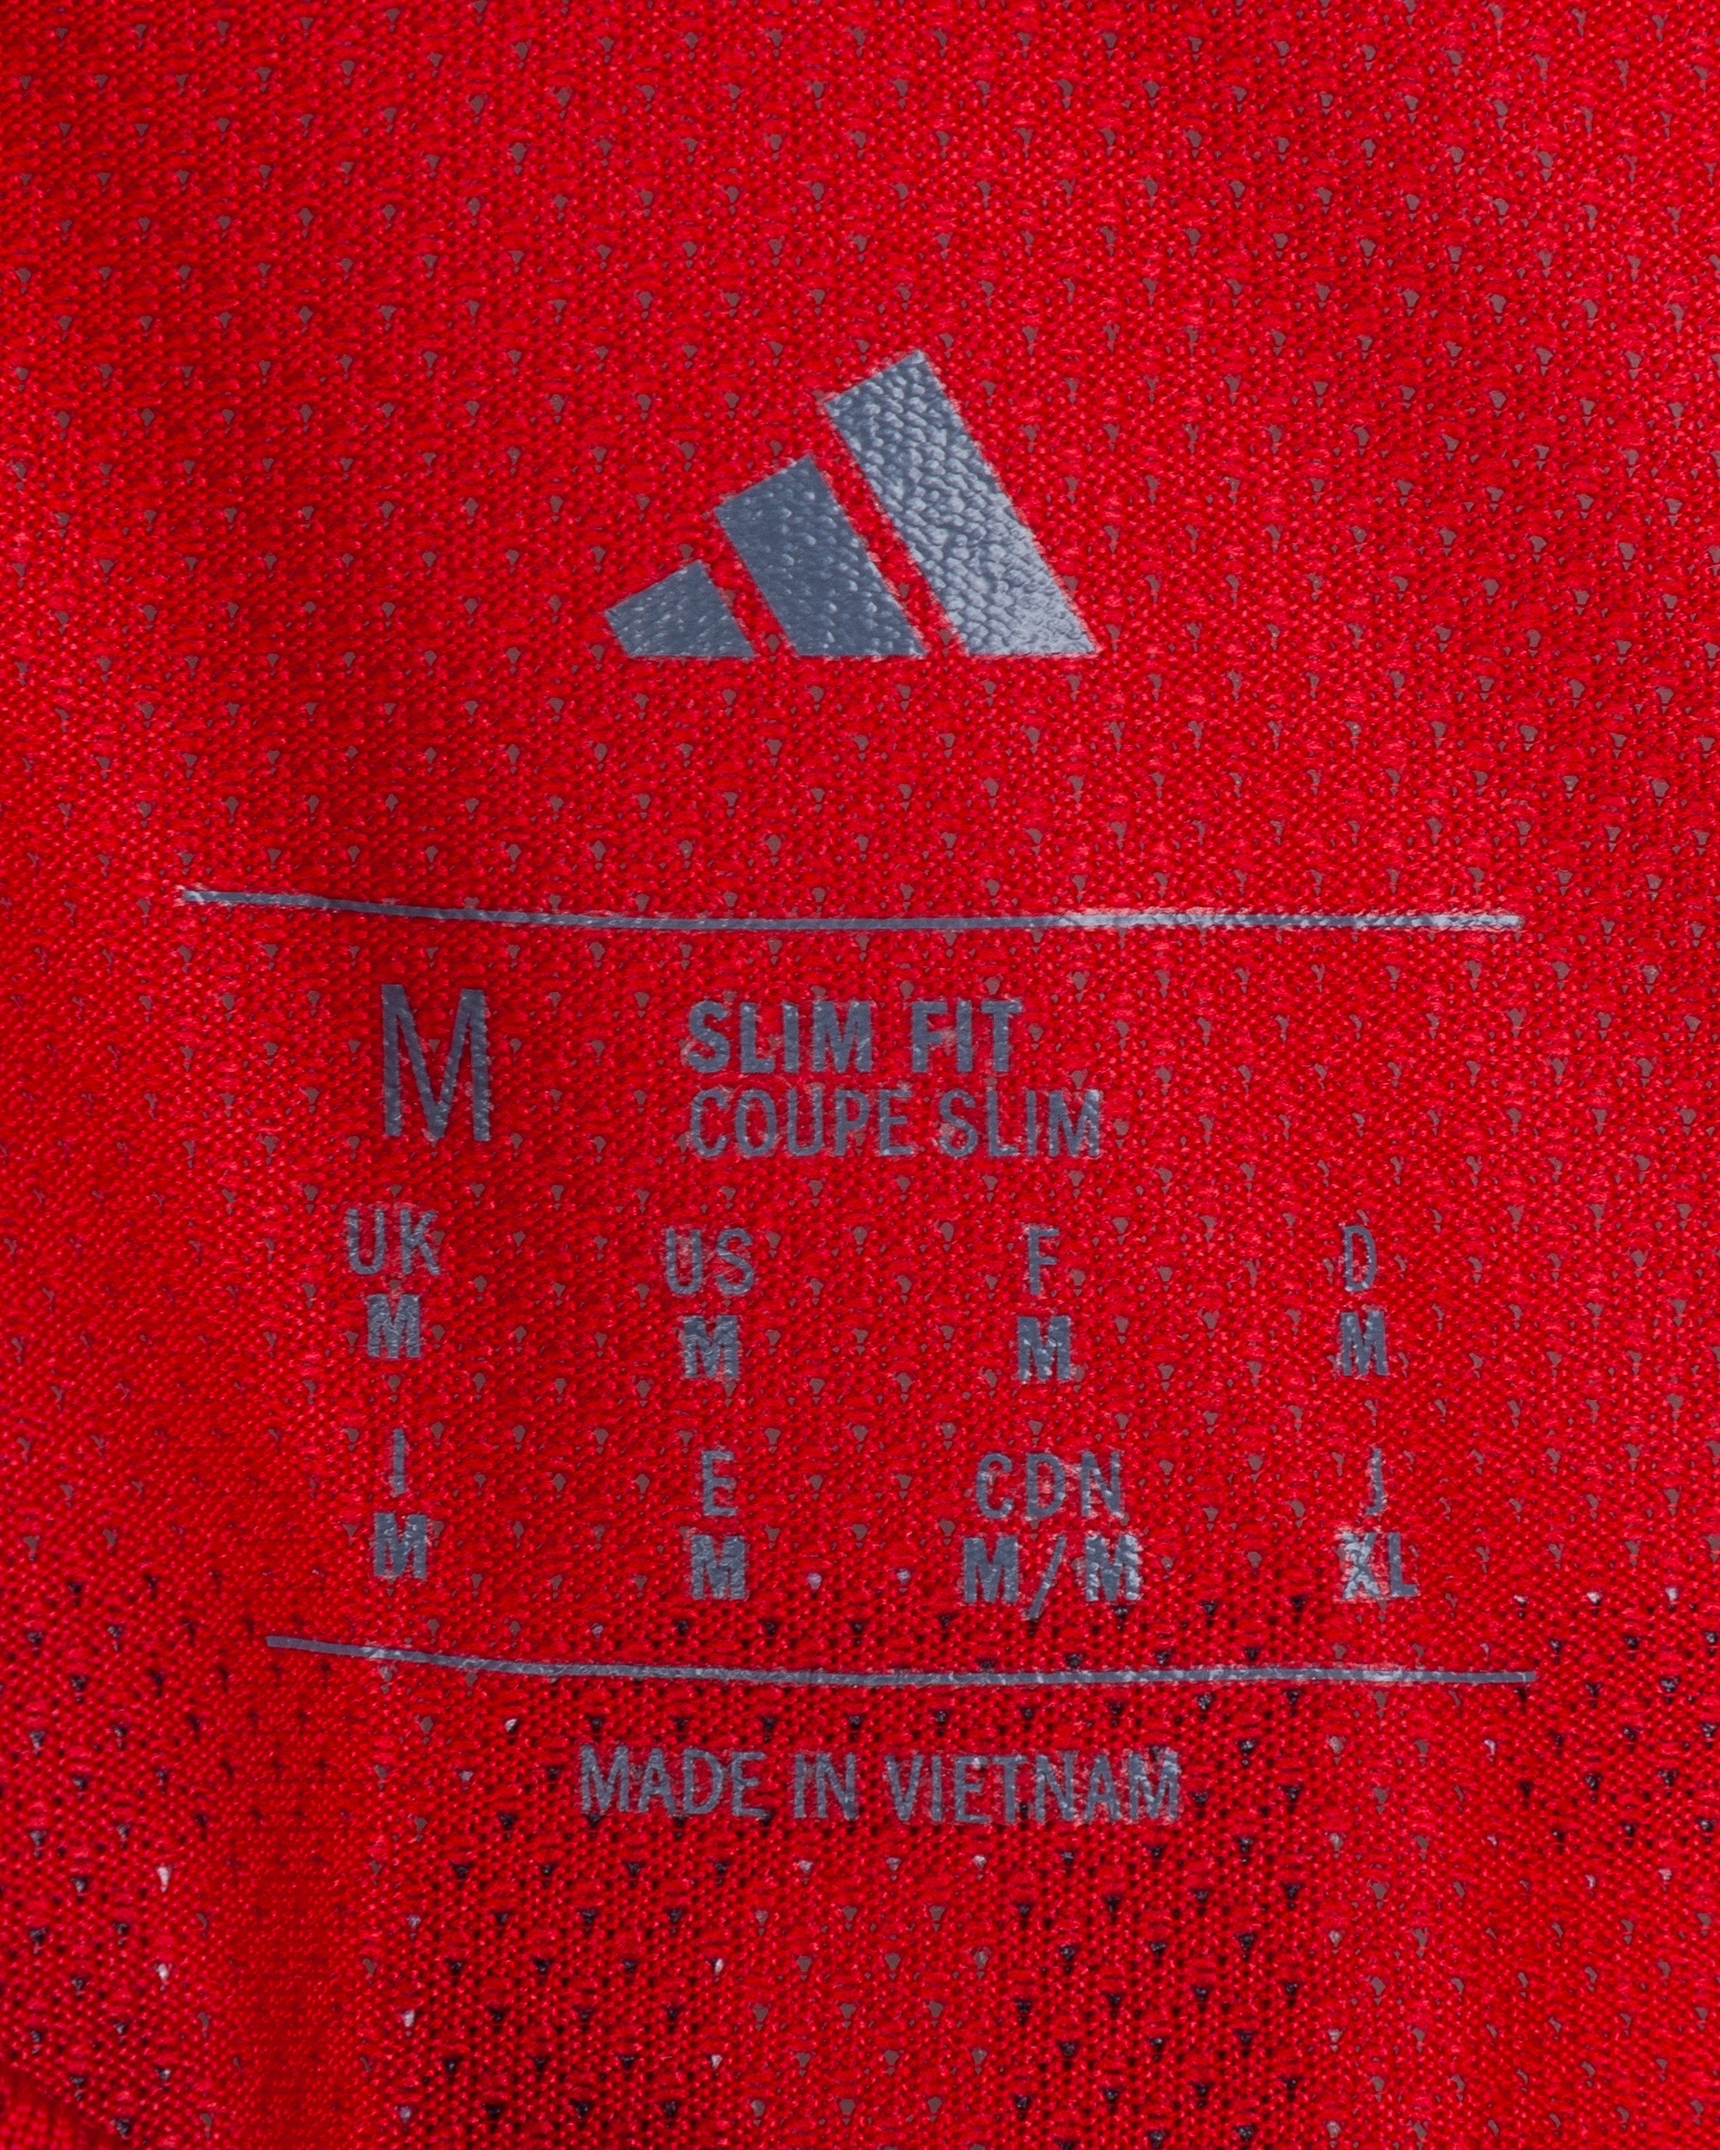 M SLIM FIT
COUPE SLIM
UK US F D
M M M M
I E CDN J
M M M/M XL
MADE IN VIETNAM